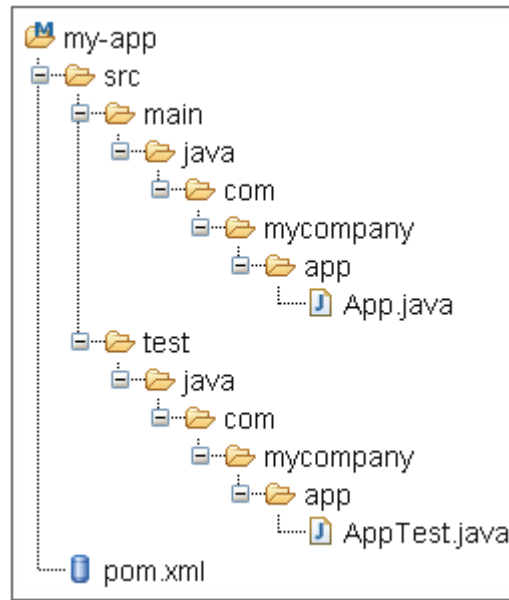 my-app
src
main
java
com
mycompany
app
App.java
test
java
com
mycompany
app
AppTest.java
pom.xml